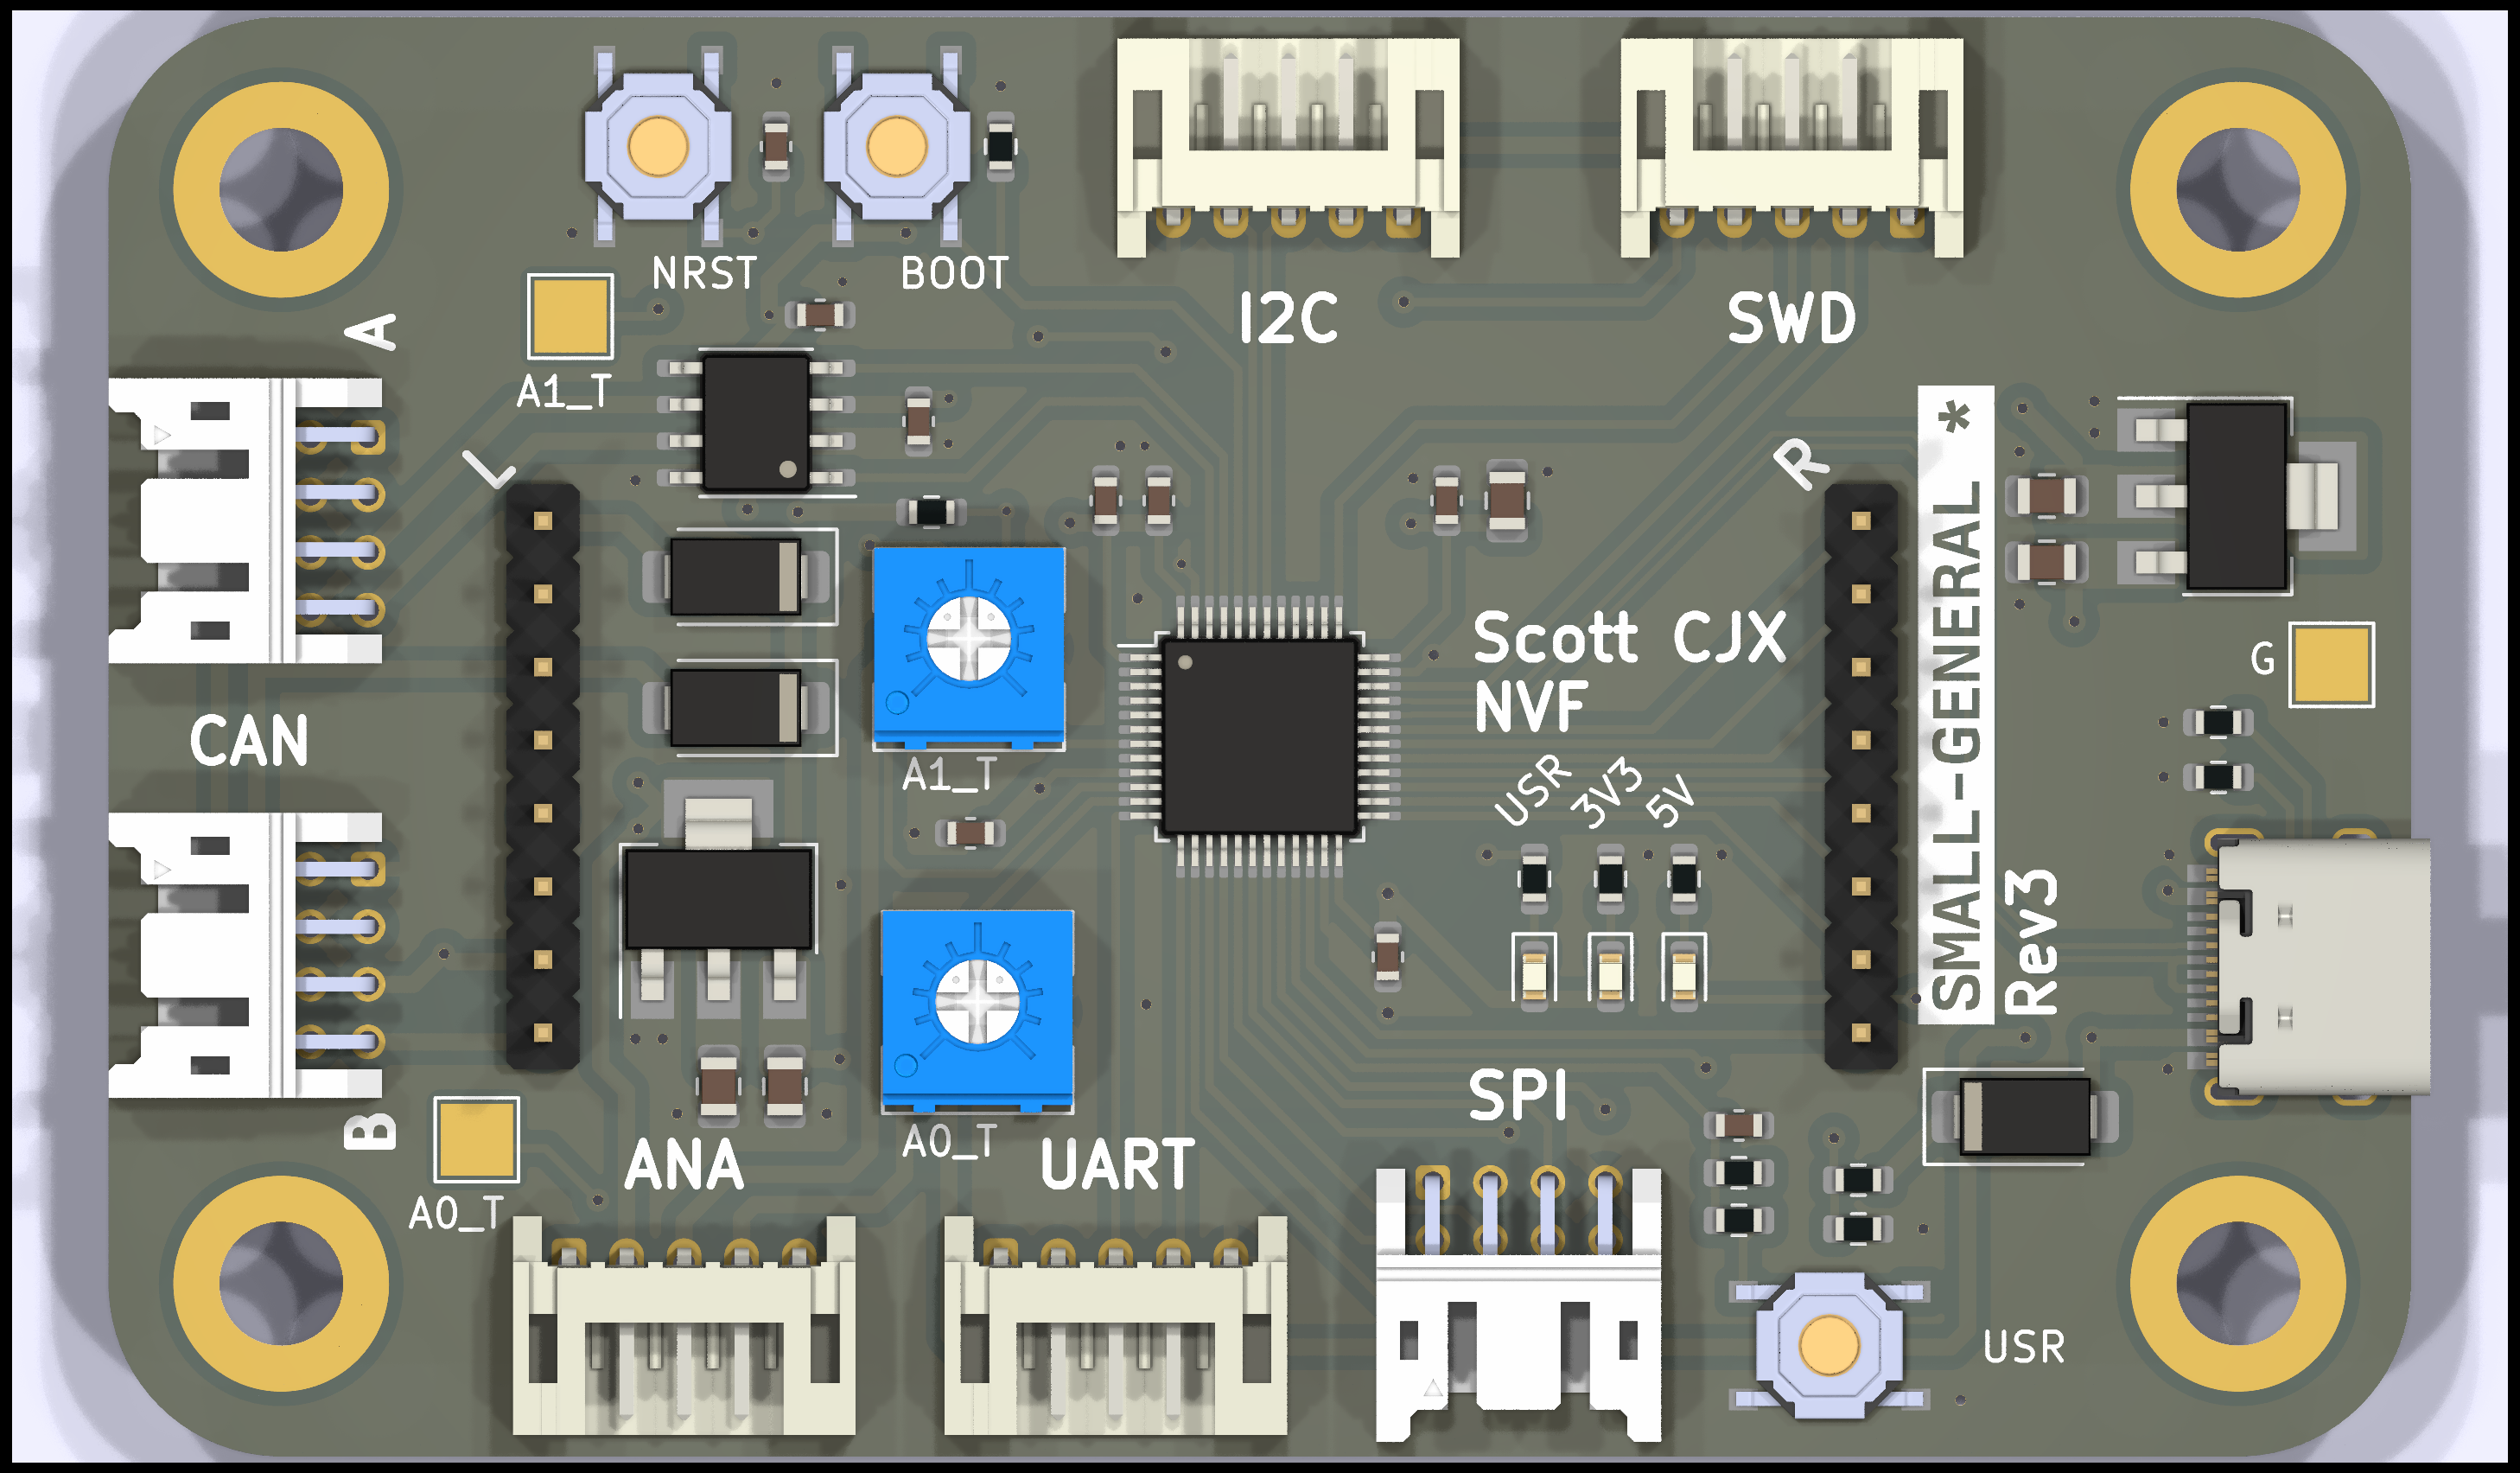 NRST
BOOT
I2C
SWD
A
A1_T
L
R
SMALL-GENERAL *
Rev3
Scott CJX
NVF
G
CAN
A1_T
USR
3V3
5V
B
A0_T
ANA
A0_T
UART
SPI
USR